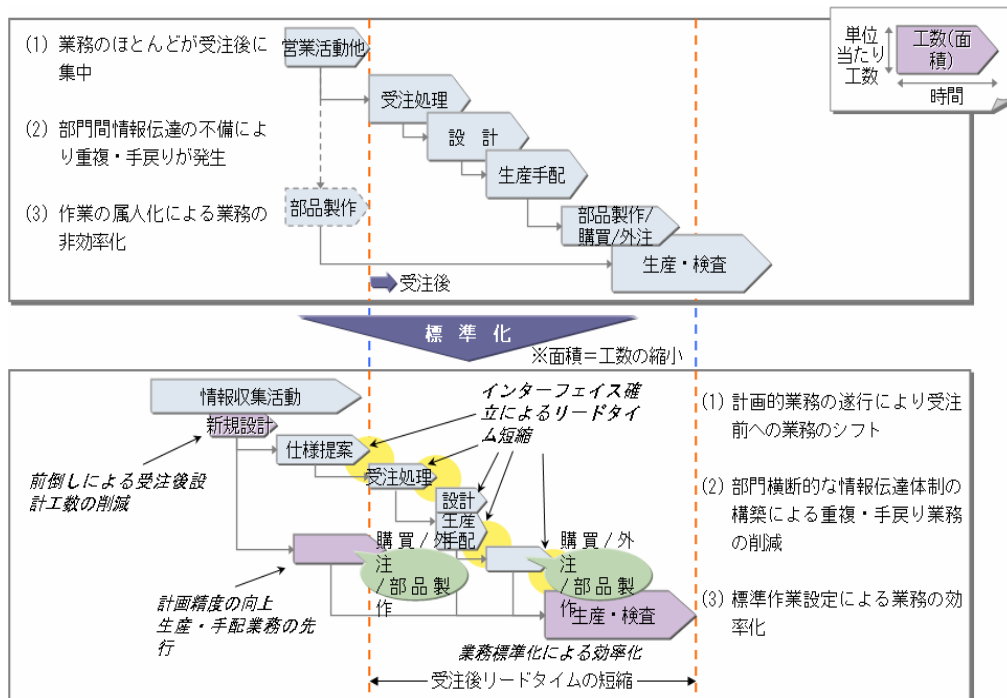 (1) 業務のほとんどが受注後に
集中
(2) 部門間情報伝達の不備によ
り重複・手戻りが発生
(3) 作業の属人化による業務の
非効率化
営業活動他
受注処理
設　計
生産手配
部品製作
部品製作/
購買/外注
生産・検査
受注後
単位
当たり
工数
工数(面
積)
時間
標 準 化
※面積＝工数の縮小
情報収集活動
新規設計
仕様提案
受注処理
設計
生産
手配
前倒しによる受注後設
計工数の削減
インターフェイス確
立によるリードタイ
ム短縮
購買/外
注
/部品製
作
購買/外
注
/部品製
作
生産・検査
計画精度の向上
生産・手配業務の先
行
業務標準化による効率化
受注後リードタイムの短縮
(1) 計画的業務の遂行により受注
前への業務のシフト
(2) 部門横断的な情報伝達体制の
構築による重複・手戻り業務
の削減
(3) 標準作業設定による業務の効
率化